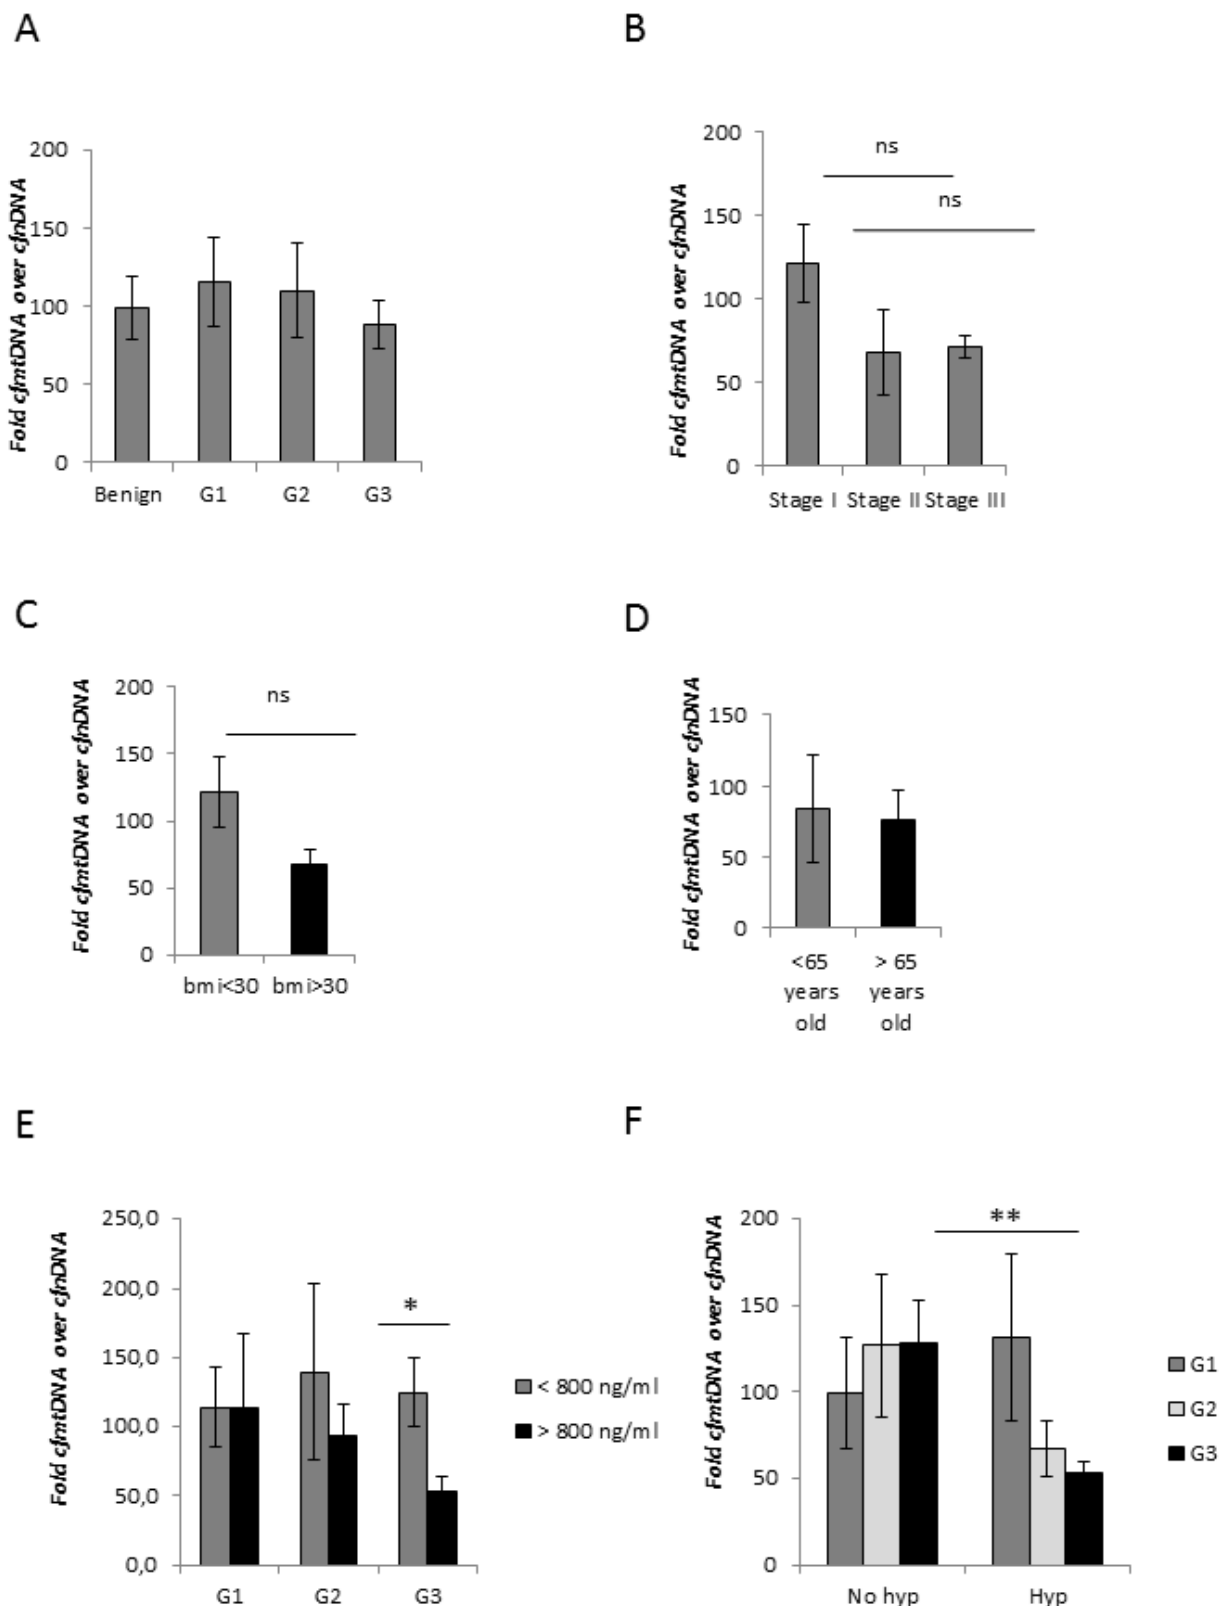 A
Fold cfmtDNA over cfnDNA
200
150
100
50
0
Benign G1 G2 G3
B
Fold cfmtDNA over cfnDNA
200
150
100
50
0
ns
ns
Stage I Stage II Stage III
C
Fold cfmtDNA over cfnDNA
200
150
100
50
0
ns
bmi<30 bmi>30
D
Fold cfmtDNA over cfnDNA
150
100
50
0
<65 years old
> 65 years old
E
Fold cfmtDNA over cfnDNA
250,0
200,0
150,0
100,0
50,0
0,0
*
G1 G2 G3
< 800 ng/ml
> 800 ng/ml
F
Fold cfmtDNA over cfnDNA
200
150
100
50
0
**
No hyp Hyp
G1
G2
G3